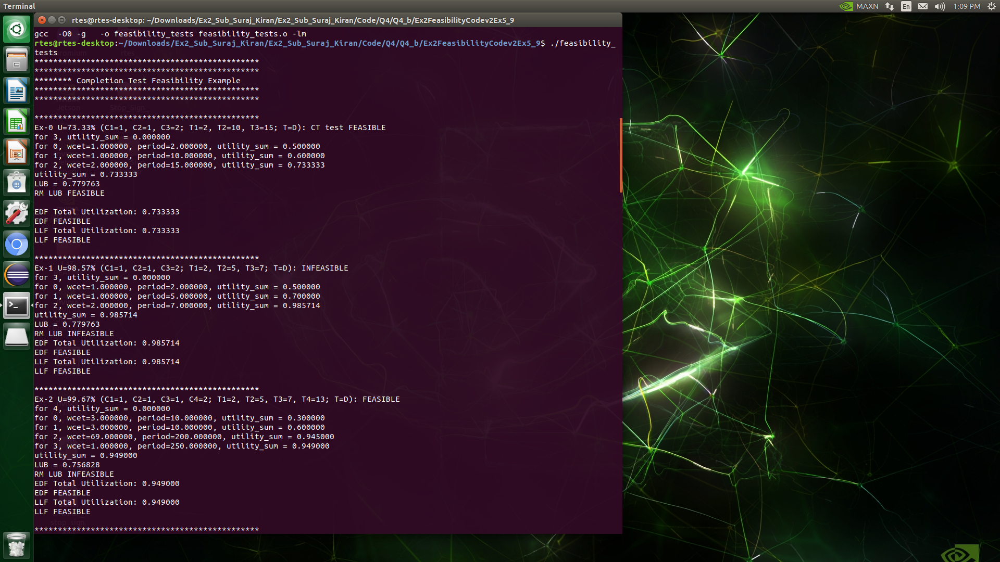 Terminal
MAXN
En
1:09 PM
rtes@rtes-desktop: ~/Downloads/Ex2_Sub_Suraj_Kiran/Ex2_Sub_Suraj_Kiran/Code/Q4/Q4_b/Ex2FeasibilityCodev2Ex5_9
gcc  -O0 -g   -o feasibility_tests feasibility_tests.o -lm
rtes@rtes-desktop:~/Downloads/Ex2_Sub_Suraj_Kiran/Ex2_Sub_Suraj_Kiran/Code/Q4/Q4_b/Ex2FeasibilityCodev2Ex5_9$ ./feasibility_
tests
************************************************
************************************************
******** Completion Test Feasibility Example
************************************************
************************************************
************************************************
Ex-0 U=73.33% (C1=1, C2=1, C3=2; T1=2, T2=10, T3=15; T=D): CT test FEASIBLE
for 3, utility_sum = 0.000000
for 0, wcet=1.000000, period=2.000000, utility_sum = 0.500000
for 1, wcet=1.000000, period=10.000000, utility_sum = 0.600000
for 2, wcet=2.000000, period=15.000000, utility_sum = 0.733333
utility_sum = 0.733333
LUB = 0.779763
RM LUB FEASIBLE
EDF Total Utilization: 0.733333
EDF FEASIBLE
LLF Total Utilization: 0.733333
LLF FEASIBLE
************************************************
Ex-1 U=98.57% (C1=1, C2=1, C3=2; T1=2, T2=5, T3=7; T=D): INFEASIBLE
for 3, utility_sum = 0.000000
for 0, wcet=1.000000, period=2.000000, utility_sum = 0.500000
for 1, wcet=1.000000, period=5.000000, utility_sum = 0.700000
for 2, wcet=2.000000, period=7.000000, utility_sum = 0.985714
utility_sum = 0.985714
LUB = 0.779763
RM LUB INFEASIBLE
EDF Total Utilization: 0.985714
EDF FEASIBLE
LLF Total Utilization: 0.985714
LLF FEASIBLE
************************************************
Ex-2 U=99.67% (C1=1, C2=1, C3=1, C4=2; T1=2, T2=5, T3=7, T4=13; T=D): FEASIBLE
for 4, utility_sum = 0.000000
for 0, wcet=3.000000, period=10.000000, utility_sum = 0.300000
for 1, wcet=3.000000, period=10.000000, utility_sum = 0.600000
for 2, wcet=69.000000, period=200.000000, utility_sum = 0.945000
for 3, wcet=1.000000, period=250.000000, utility_sum = 0.949000
utility_sum = 0.949000
LUB = 0.756828
RM LUB INFEASIBLE
EDF Total Utilization: 0.949000
EDF FEASIBLE
LLF Total Utilization: 0.949000
LLF FEASIBLE
************************************************